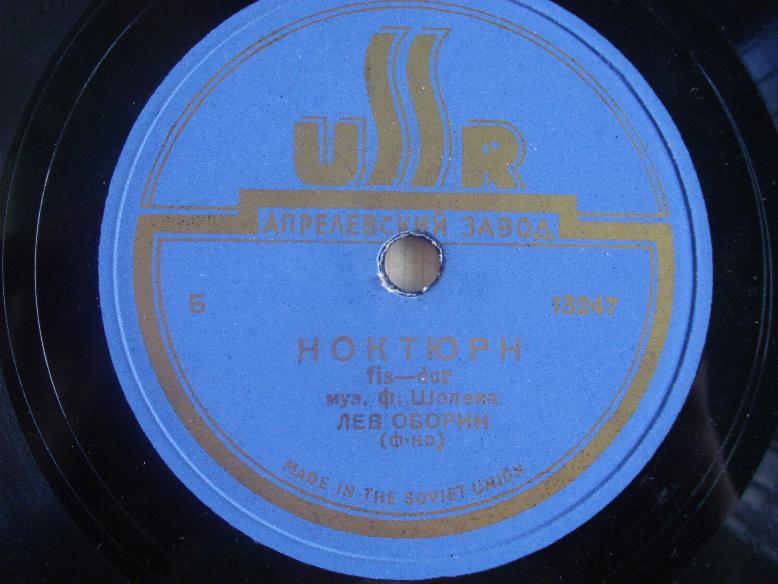 USSR
АПРЕЛЕВСКИЙ ЗАВОД
Б 13247
НОКТЮРН
fis—dur
муз. ф. Шопена
ЛЕВ ОБОРИН
(ф-но)
MADE IN THE SOVIET UNION